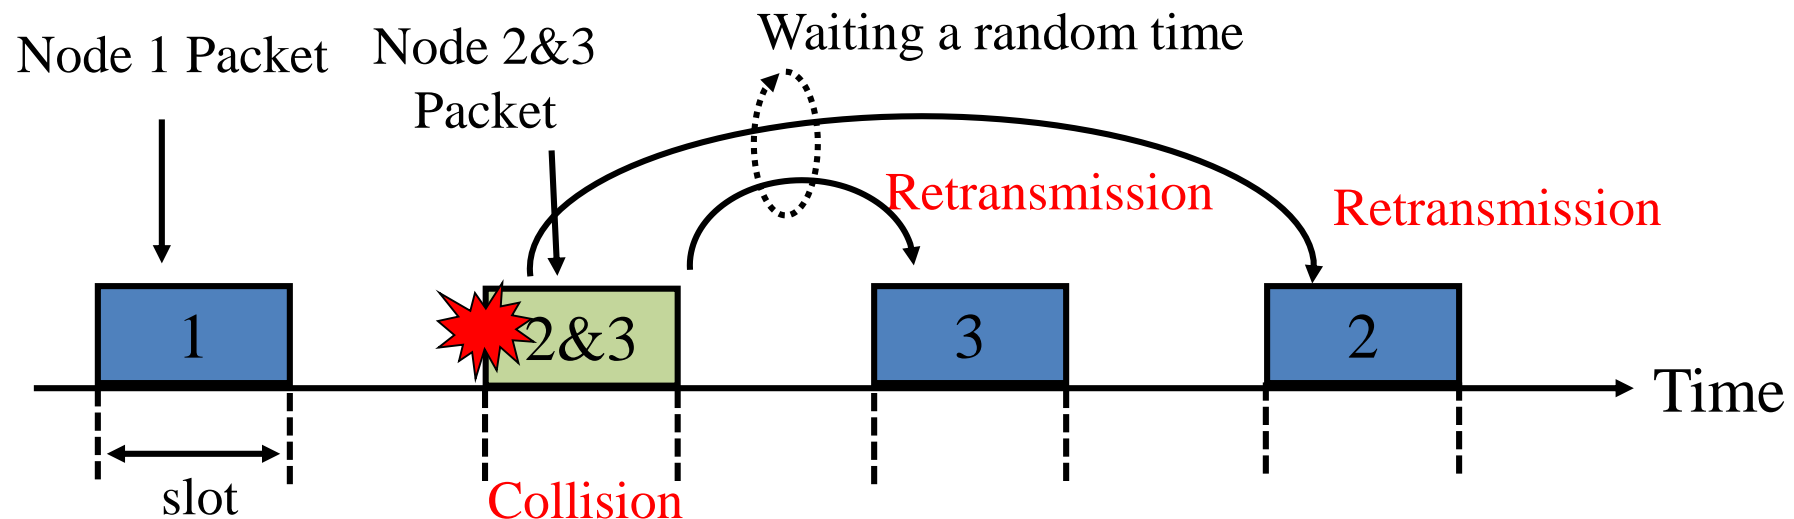 Node 1 Packet
Node 2&3
Packet
Waiting a random time
Retransmission
Retransmission
1
2&3
3
2
Time
slot
Collision